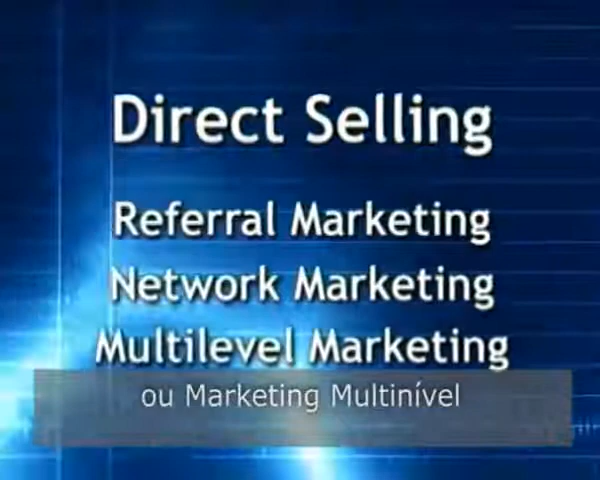 Direct Selling
Referral Marketing
Network Marketing
Multilevel Marketing
ou Marketing Multinível